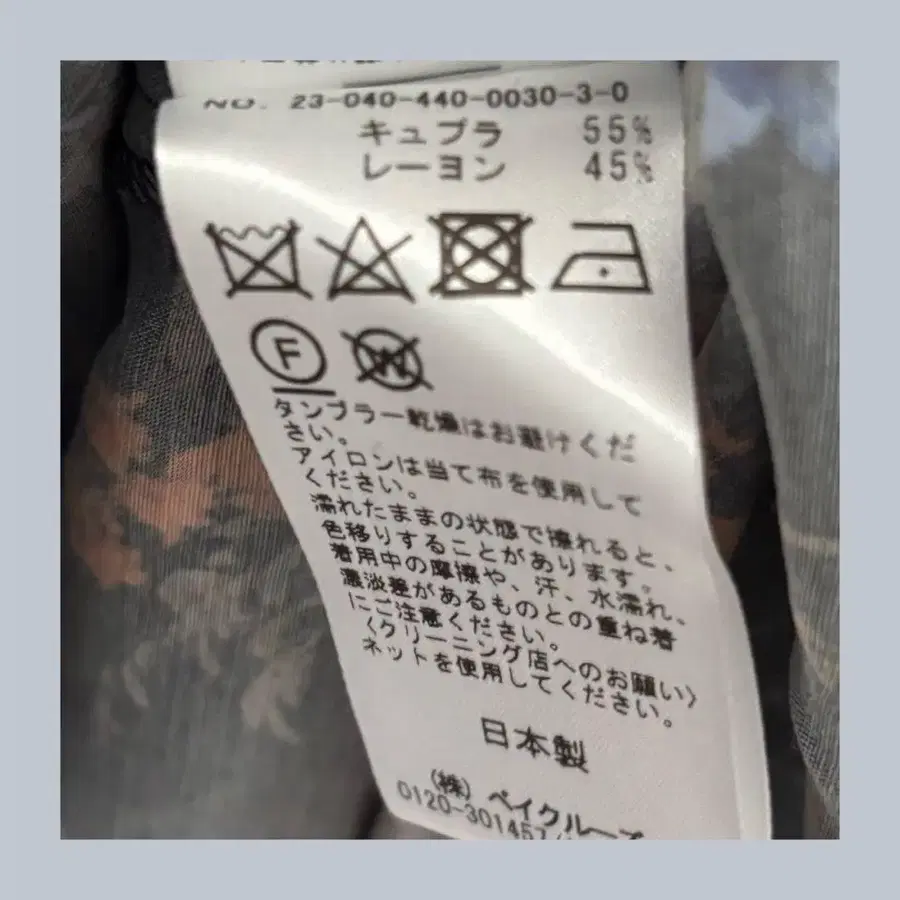 NO. 23-040-440-0030-3-0
キュプラ 55%
レーヨン 45%
F
W
タンブラー乾燥はお避けくだ
さい。
アイロンは当て布を使用して
ください。
濡れたままの状態で擦れると、
色移りすることがあります。
着用中の摩擦や、汗、水濡れ、
濃淡差があるものとの重ね着
にご注意ください。
〈クリーニング店へのお願い〉
ネットを使用してください。
日本製
(株) ベイクルーズ
0120-301457